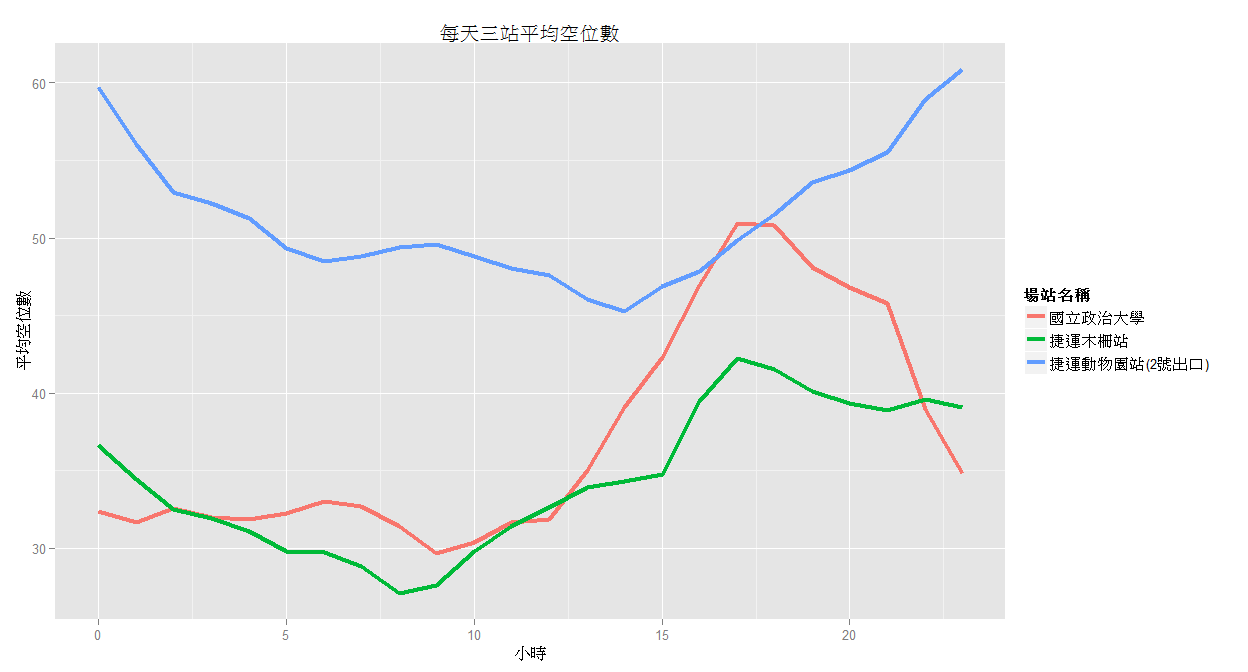 每天三站平均空位數
60
50
40
30
平均空位數
0 5 10 15 20
小時
場站名稱
國立政治大學
捷運木柵站
捷運動物園站(2號出口)